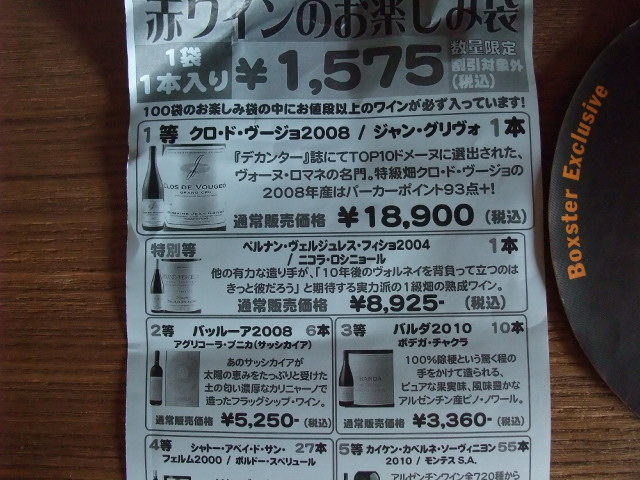 赤ワインのお楽しみ袋
1袋
1本入り
¥1,575
数量限定
割引対象外
(税込)
100袋のお楽しみ袋の中にお値段以上のワインが必ず入っています!
1等 クロ・ド・ヴージョ2008 / ジャン・グリヴォ 1本
『デカンター』誌にてTOP10ドメーヌに選出された、
ヴォーヌ・ロマネの名門。特級畑クロ・ド・ヴージョの
2008年産はパーカーポイント93点+!
通常販売価格 ¥18,900 (税込)
CLOS DE VOUGEOT
GRAND CRU
特別等 ペルナン・ヴェルジュレス・フィショ2004 1本
/ ニコラ・ロシニョール
他の有力な造り手が、「10年後のヴォルネイを背負って立つのは
きっと彼だろう」と期待する実力派の1級畑の熟成ワイン。
通常販売価格 ¥8,925- (税込)
2等 バッルーア2008 6本
アグリコーラ・プニカ(サッシカイア)
あのサッシカイアが
太陽の恵みをたっぷりと受けた
土の匂い濃厚なカリニャーノで
造ったフラッグシップ・ワイン。
通常販売価格 ¥5,250- (税込)
3等 バルダ2010 10本
ボデガ・チャクラ
100%除梗という驚く程の
手をかけて造られる、
ピュアな果実味、風味豊かな
アルゼンチン産ピノ・ノワール。
通常販売価格 ¥3,360- (税込)
4等 シャトー・アベイ・ド・サン・ 27本
フェルム2000 / ボルドー・スペリュール
5等 カイケン・カベルネ・ソーヴィニヨン 55本
2010 / モンテス S.A.
アルゼンチンワイン全720種から
Boxster Exclusive